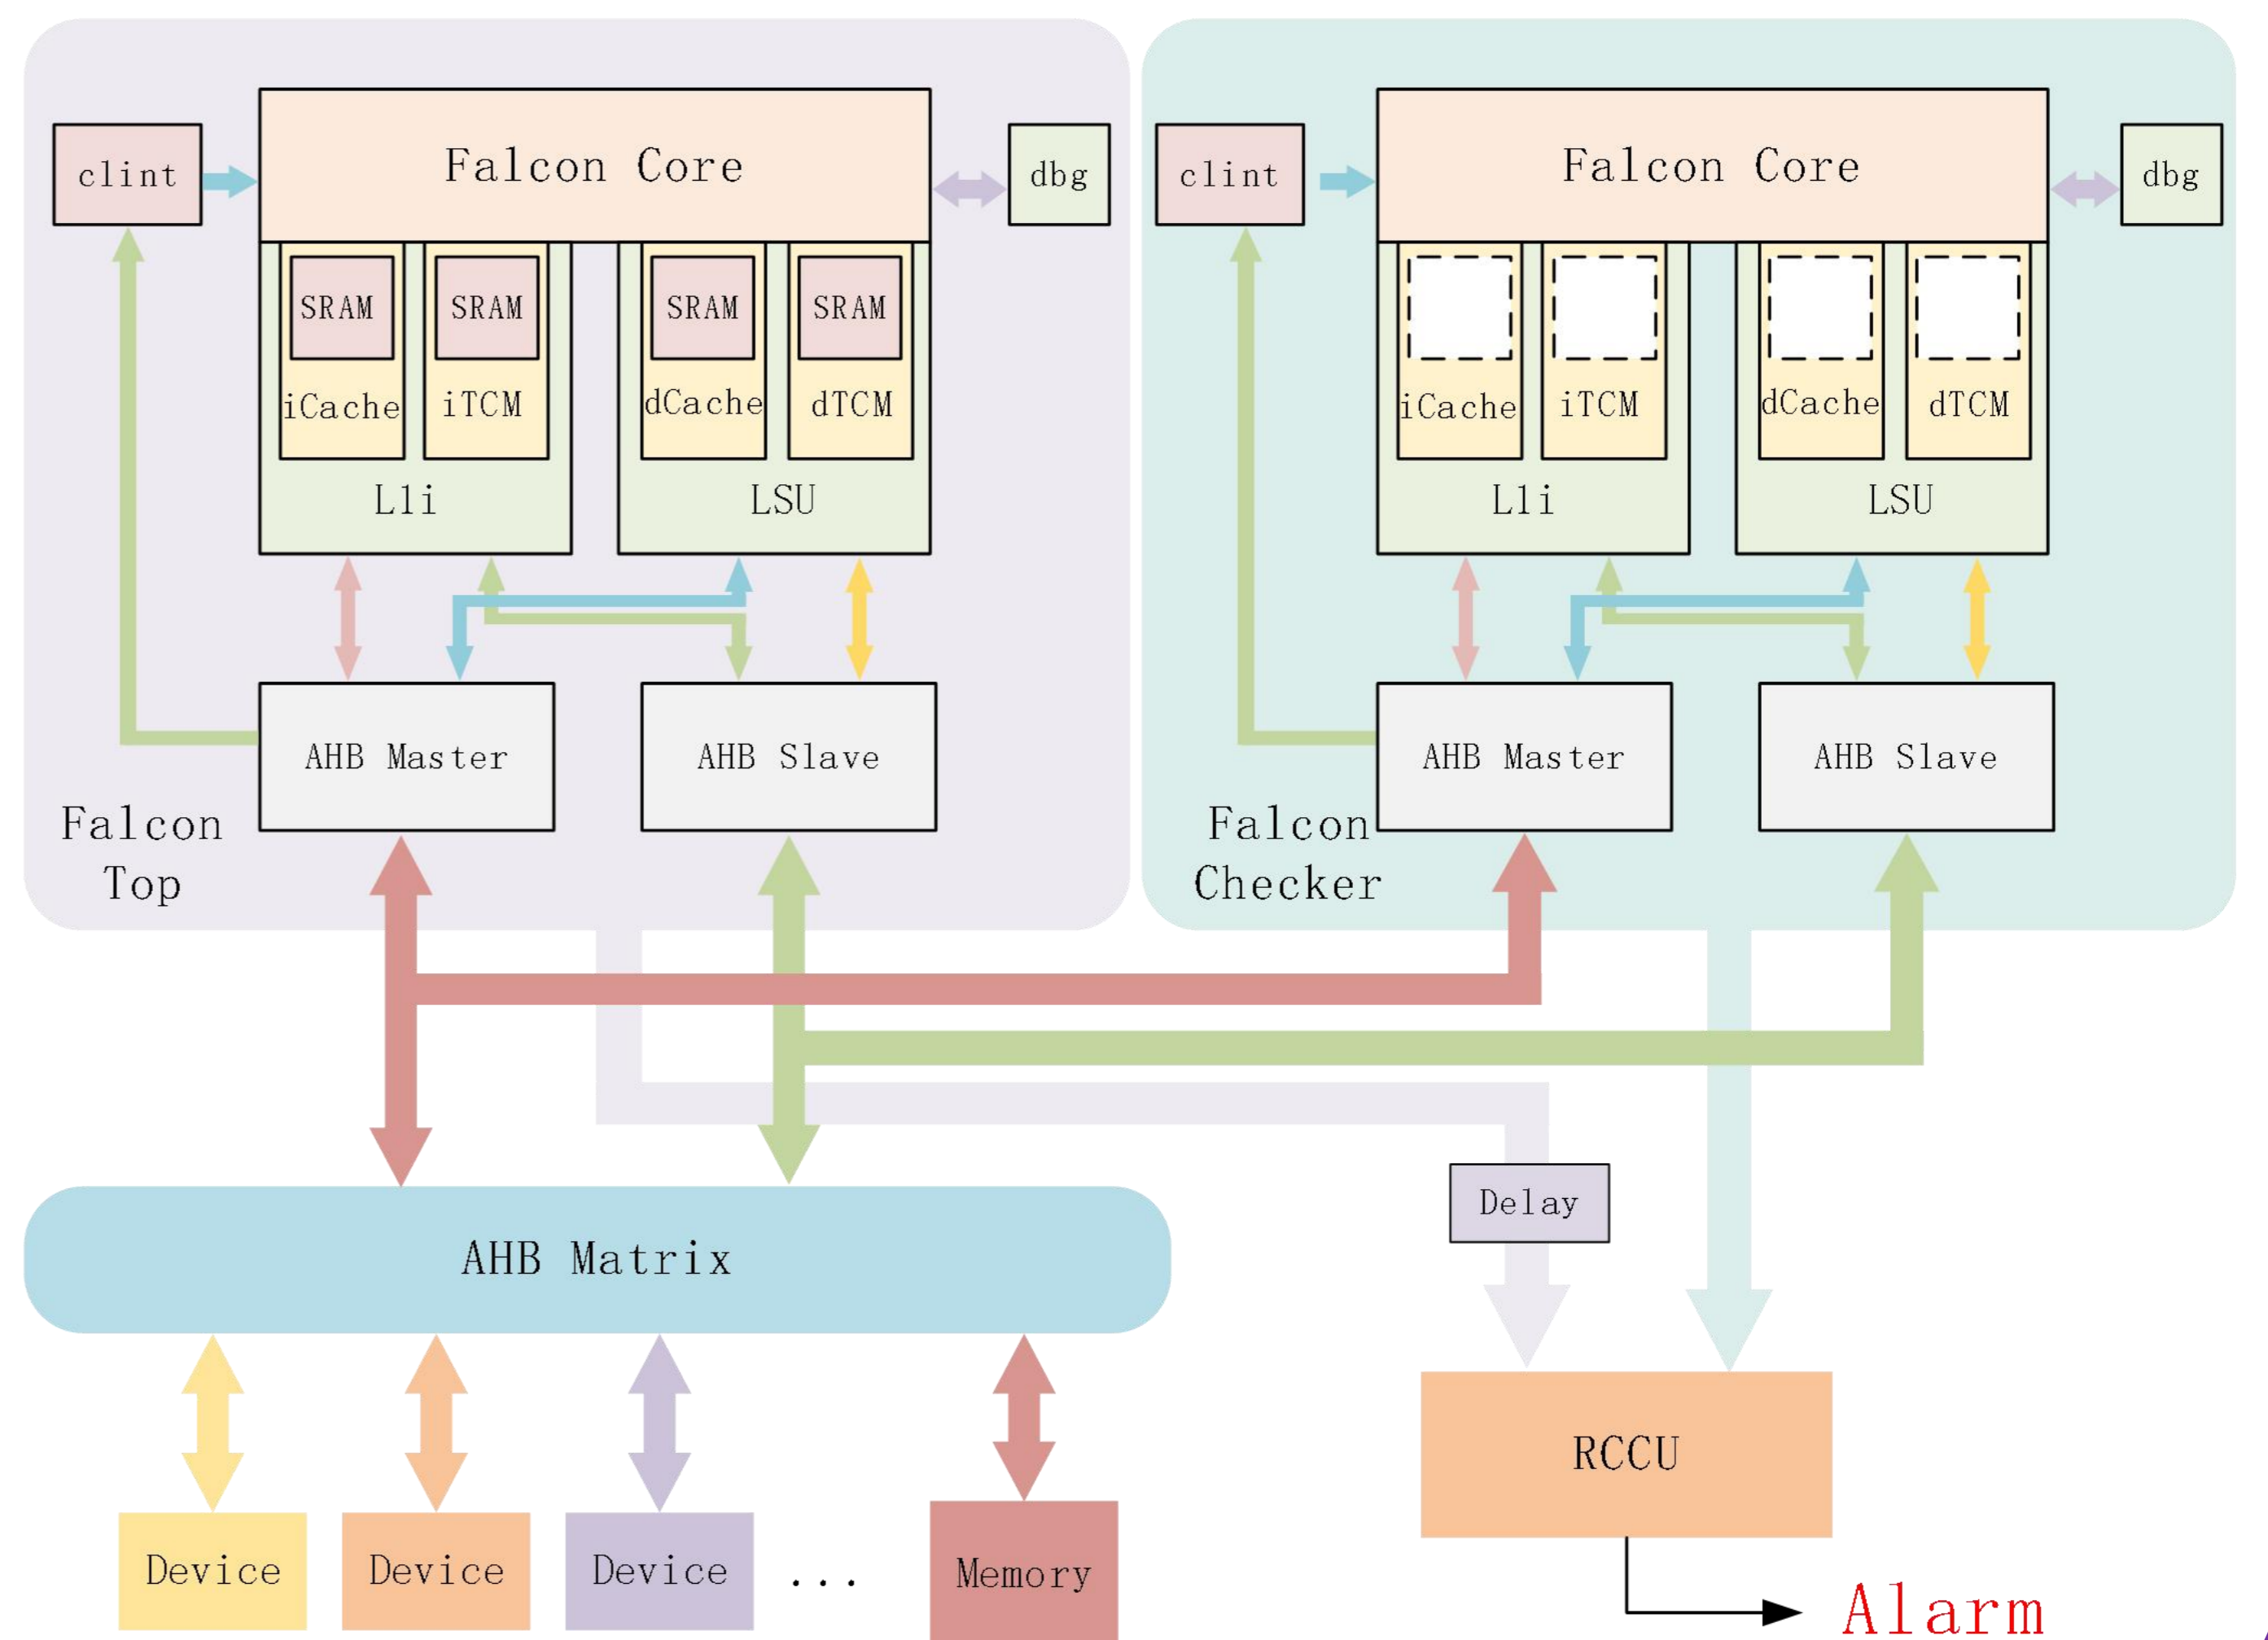 clint
Falcon Core
dbg
SRAM
SRAM
SRAM
SRAM
iCache
iTCM
dCache
dTCM
L1i
LSU
AHB Master
AHB Slave
Falcon
Top
clint
Falcon Core
dbg
iCache
iTCM
dCache
dTCM
L1i
LSU
AHB Master
AHB Slave
Falcon
Checker
Delay
AHB Matrix
RCCU
Device
Device
Device
...
Memory
Alarm